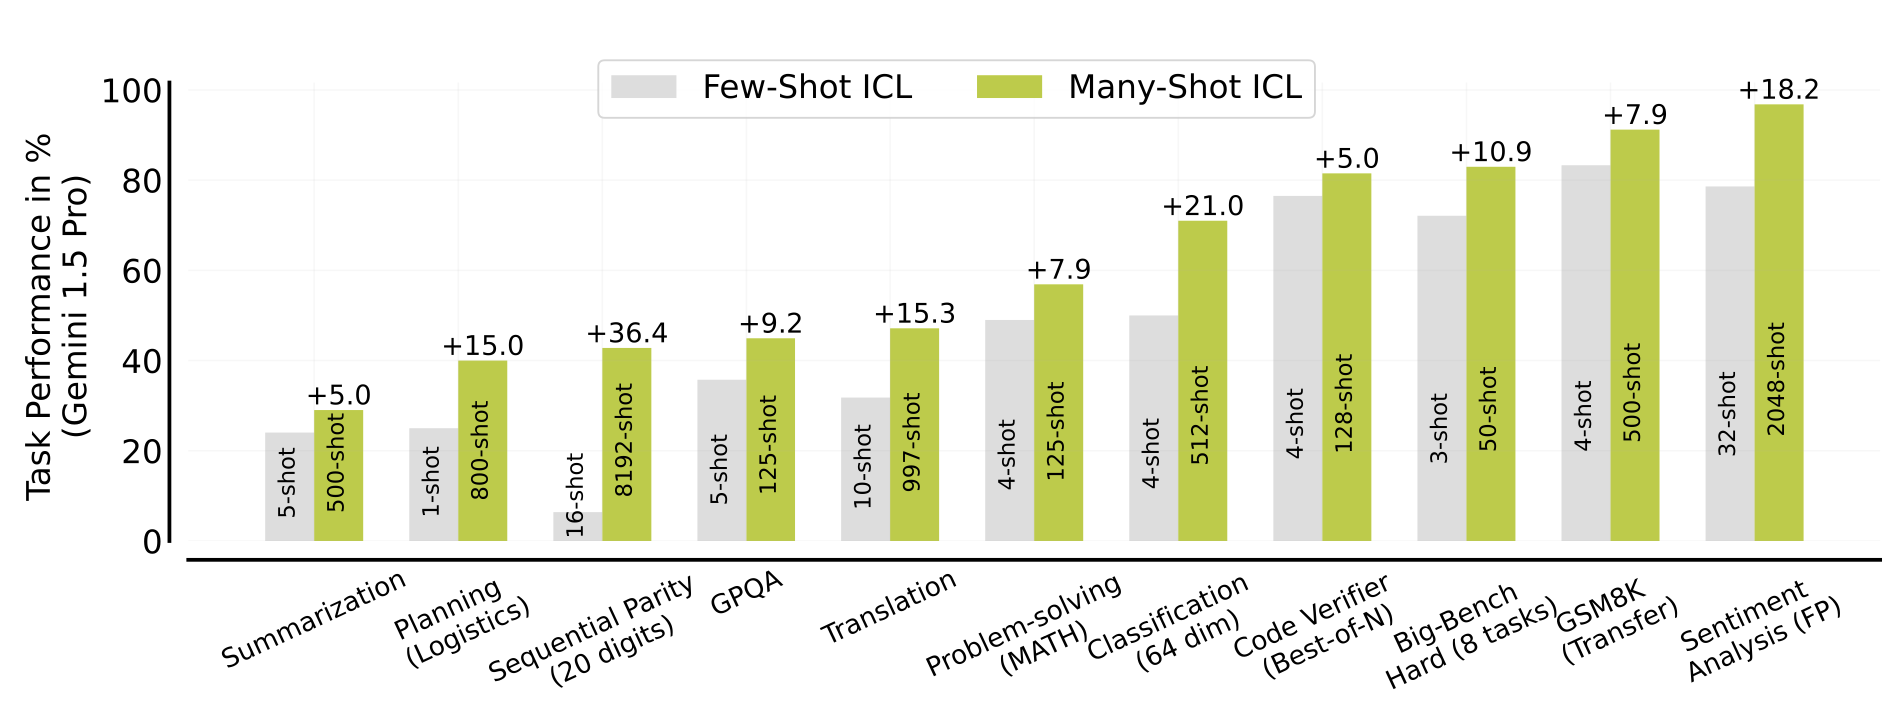 Few-Shot ICL
Many-Shot ICL
Task Performance in %
(Gemini 1.5 Pro)
100
80
60
40
20
0
+5.0
+15.0
+36.4
+9.2
+15.3
+7.9
+21.0
+5.0
+10.9
+7.9
+18.2
5-shot
500-shot
1-shot
800-shot
16-shot
8192-shot
5-shot
125-shot
10-shot
997-shot
4-shot
125-shot
4-shot
512-shot
4-shot
128-shot
3-shot
50-shot
4-shot
500-shot
32-shot
2048-shot
Summarization
Planning
(Logistics)
Sequential Parity
(20 digits)
GPQA
Translation
Problem-solving
(MATH)
Classification
(64 dim)
Code Verifier
(Best-of-N)
Big-Bench
Hard (8 tasks)
GSM8K
(Transfer)
Sentiment
Analysis (FP)